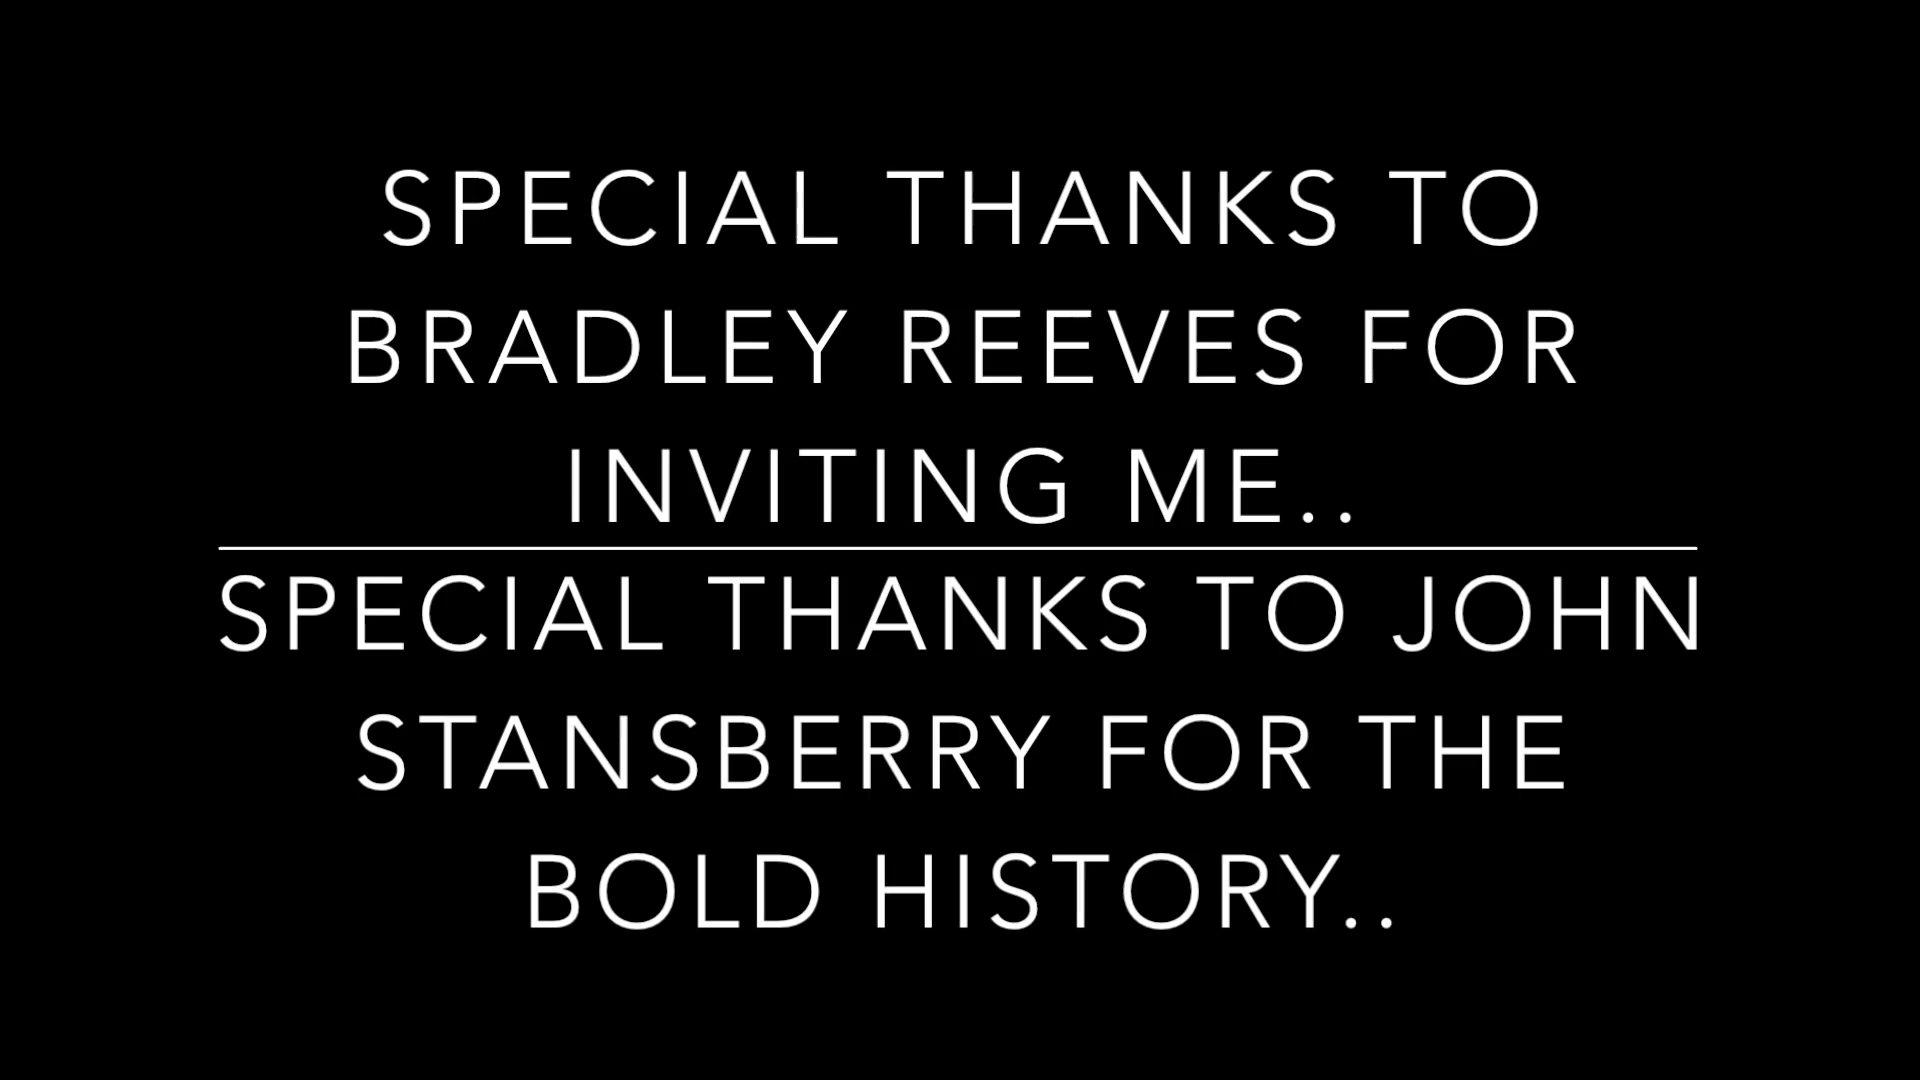 SPECIAL THANKS TO
BRADLEY REEVES FOR
INVITING ME..
SPECIAL THANKS TO JOHN
STANSBERRY FOR THE
BOLD HISTORY..